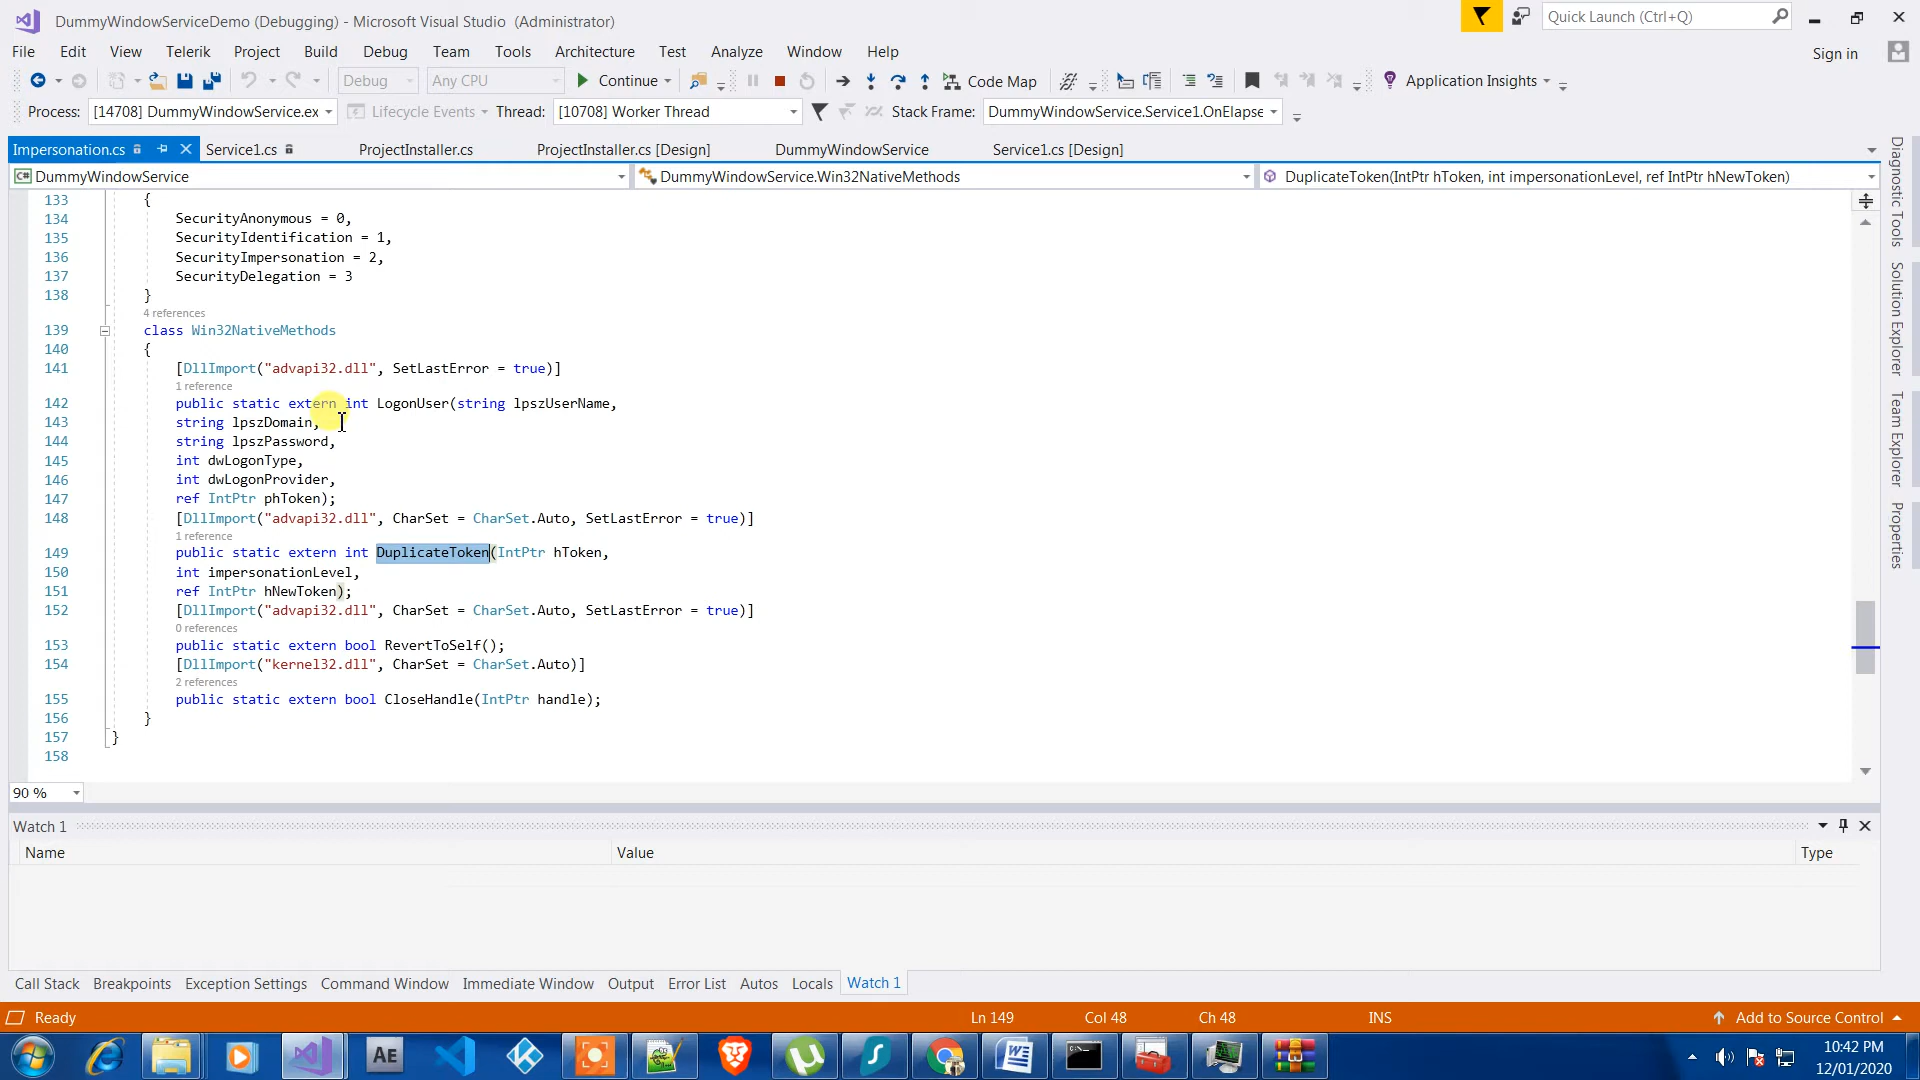 DummyWindowServiceDemo (Debugging) - Microsoft Visual Studio (Administrator)
Quick Launch (Ctrl+Q)
File Edit View Telerik Project Build Debug Team Tools Architecture Test Analyze Window Help
Sign in
Debug Any CPU Continue Code Map Application Insights
Process: [14708] DummyWindowService.ex Lifecycle Events Thread: [10708] Worker Thread Stack Frame: DummyWindowService.Service1.OnElapse
Impersonation.cs Service1.cs ProjectInstaller.cs ProjectInstaller.cs [Design] DummyWindowService Service1.cs [Design]
DummyWindowService DummyWindowService.Win32NativeMethods DuplicateToken(IntPtr hToken, int impersonationLevel, ref IntPtr hNewToken)
133 {
134 SecurityAnonymous = 0,
135 SecurityIdentification = 1,
136 SecurityImpersonation = 2,
137 SecurityDelegation = 3
138 }
4 references
139 class Win32NativeMethods
140 {
141 [DllImport("advapi32.dll", SetLastError = true)]
1 reference
142 public static extern int LogonUser(string lpszUserName,
143 string lpszDomain,
144 string lpszPassword,
145 int dwLogonType,
146 int dwLogonProvider,
147 ref IntPtr phToken);
148 [DllImport("advapi32.dll", CharSet = CharSet.Auto, SetLastError = true)]
1 reference
149 public static extern int DuplicateToken(IntPtr hToken,
150 int impersonationLevel,
151 ref IntPtr hNewToken);
152 [DllImport("advapi32.dll", CharSet = CharSet.Auto, SetLastError = true)]
0 references
153 public static extern bool RevertToSelf();
154 [DllImport("kernel32.dll", CharSet = CharSet.Auto)]
2 references
155 public static extern bool CloseHandle(IntPtr handle);
156 }
157 }
158
90 %
Diagnostic Tools
Solution Explorer
Team Explorer
Properties
Watch 1
Name Value Type
Call Stack Breakpoints Exception Settings Command Window Immediate Window Output Error List Autos Locals Watch 1
Ready Ln 149 Col 48 Ch 48 INS Add to Source Control
AE
10:42 PM
12/01/2020